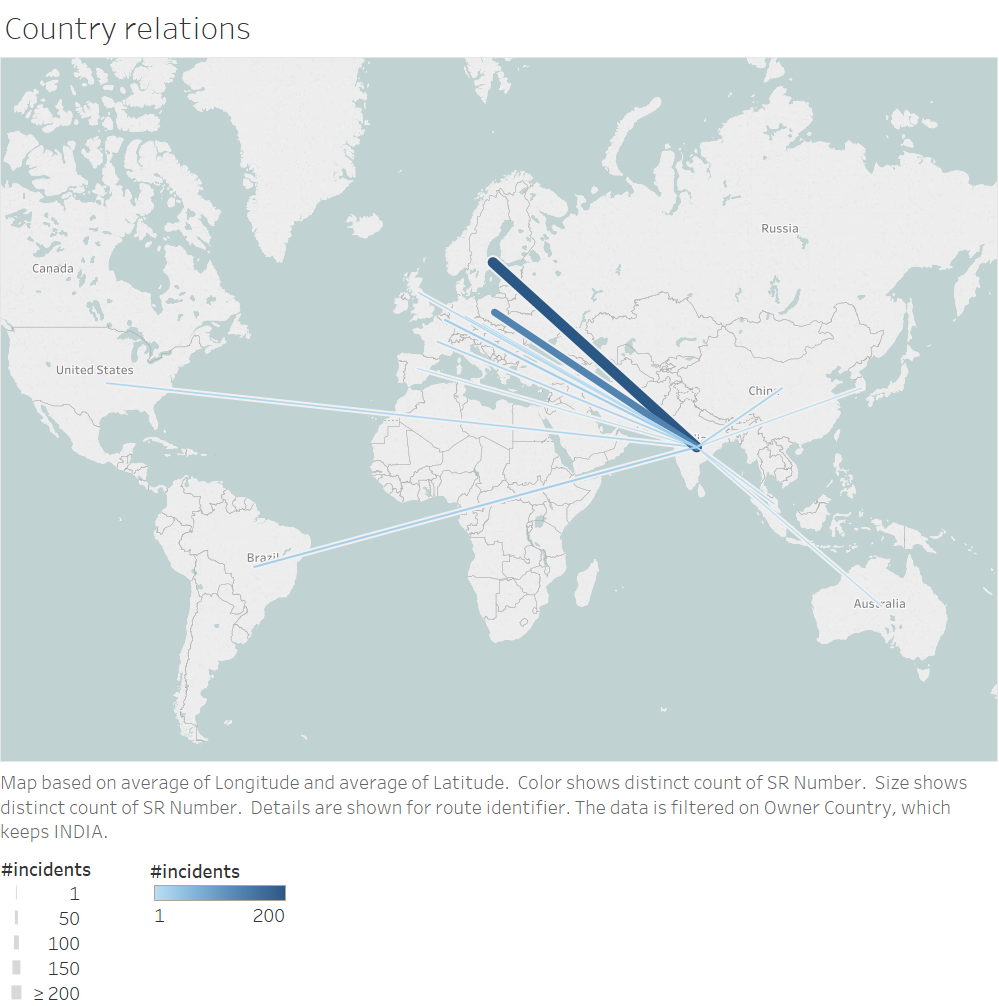 Country relations
Russia
Canada
United States
China
Brazil
Australia
Map based on average of Longitude and average of Latitude.  Color shows distinct count of SR Number.  Size shows
distinct count of SR Number.  Details are shown for route identifier. The data is filtered on Owner Country, which
keeps INDIA.
#incidents
1
50
100
150
≥ 200
#incidents
1 200